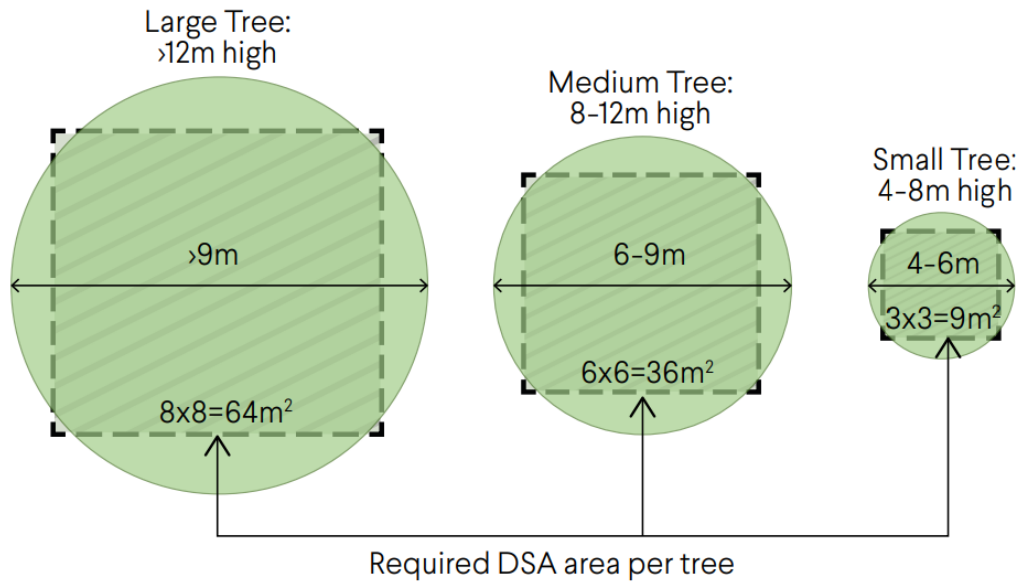 Large Tree:
›12m high
Medium Tree:
8-12m high
Small Tree:
4-8m high
›9m
6-9m
4-6m
3x3=9m²
6x6=36m²
8x8=64m²
Required DSA area per tree